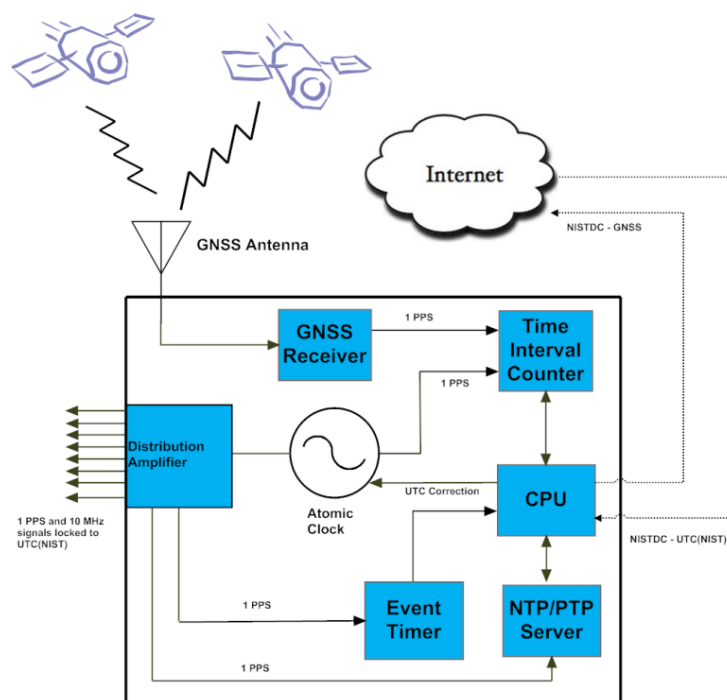 Internet
NISTDC - GNSS
GNSS Antenna
GNSS
Receiver
1 PPS
Time
Interval
Counter
1 PPS
Distribution
Amplifier
Atomic
Clock
UTC Correction
CPU
1 PPS and 10 MHz
signals locked to
UTC(NIST)
NISTDC - UTC(NIST)
1 PPS
Event
Timer
NTP/PTP
Server
1 PPS